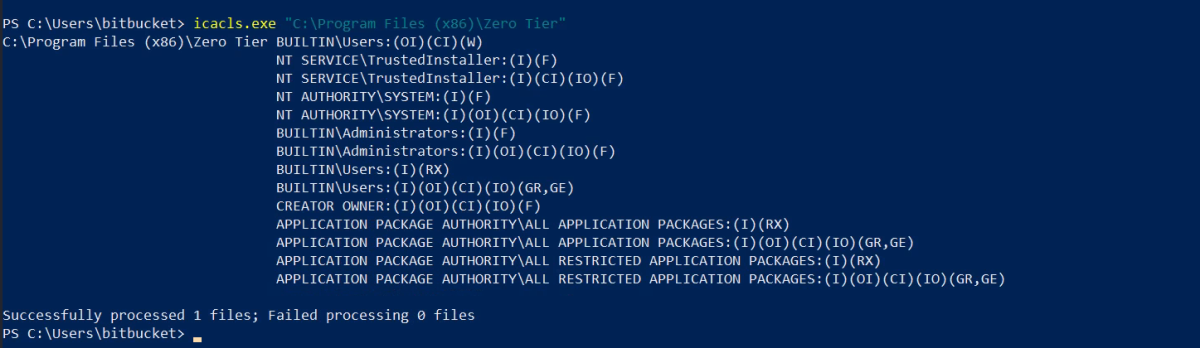 PS C:\Users\bitbucket> icacls.exe "C:\Program Files (x86)\Zero Tier"
C:\Program Files (x86)\Zero Tier BUILTIN\Users:(OI)(CI)(W)
NT SERVICE\TrustedInstaller:(I)(F)
NT SERVICE\TrustedInstaller:(I)(CI)(IO)(F)
NT AUTHORITY\SYSTEM:(I)(F)
NT AUTHORITY\SYSTEM:(I)(OI)(CI)(IO)(F)
BUILTIN\Administrators:(I)(F)
BUILTIN\Administrators:(I)(OI)(CI)(IO)(F)
BUILTIN\Users:(I)(RX)
BUILTIN\Users:(I)(OI)(CI)(IO)(GR,GE)
CREATOR OWNER:(I)(OI)(CI)(IO)(F)
APPLICATION PACKAGE AUTHORITY\ALL APPLICATION PACKAGES:(I)(RX)
APPLICATION PACKAGE AUTHORITY\ALL APPLICATION PACKAGES:(I)(OI)(CI)(IO)(GR,GE)
APPLICATION PACKAGE AUTHORITY\ALL RESTRICTED APPLICATION PACKAGES:(I)(RX)
APPLICATION PACKAGE AUTHORITY\ALL RESTRICTED APPLICATION PACKAGES:(I)(OI)(CI)(IO)(GR,GE)
Successfully processed 1 files; Failed processing 0 files
PS C:\Users\bitbucket>